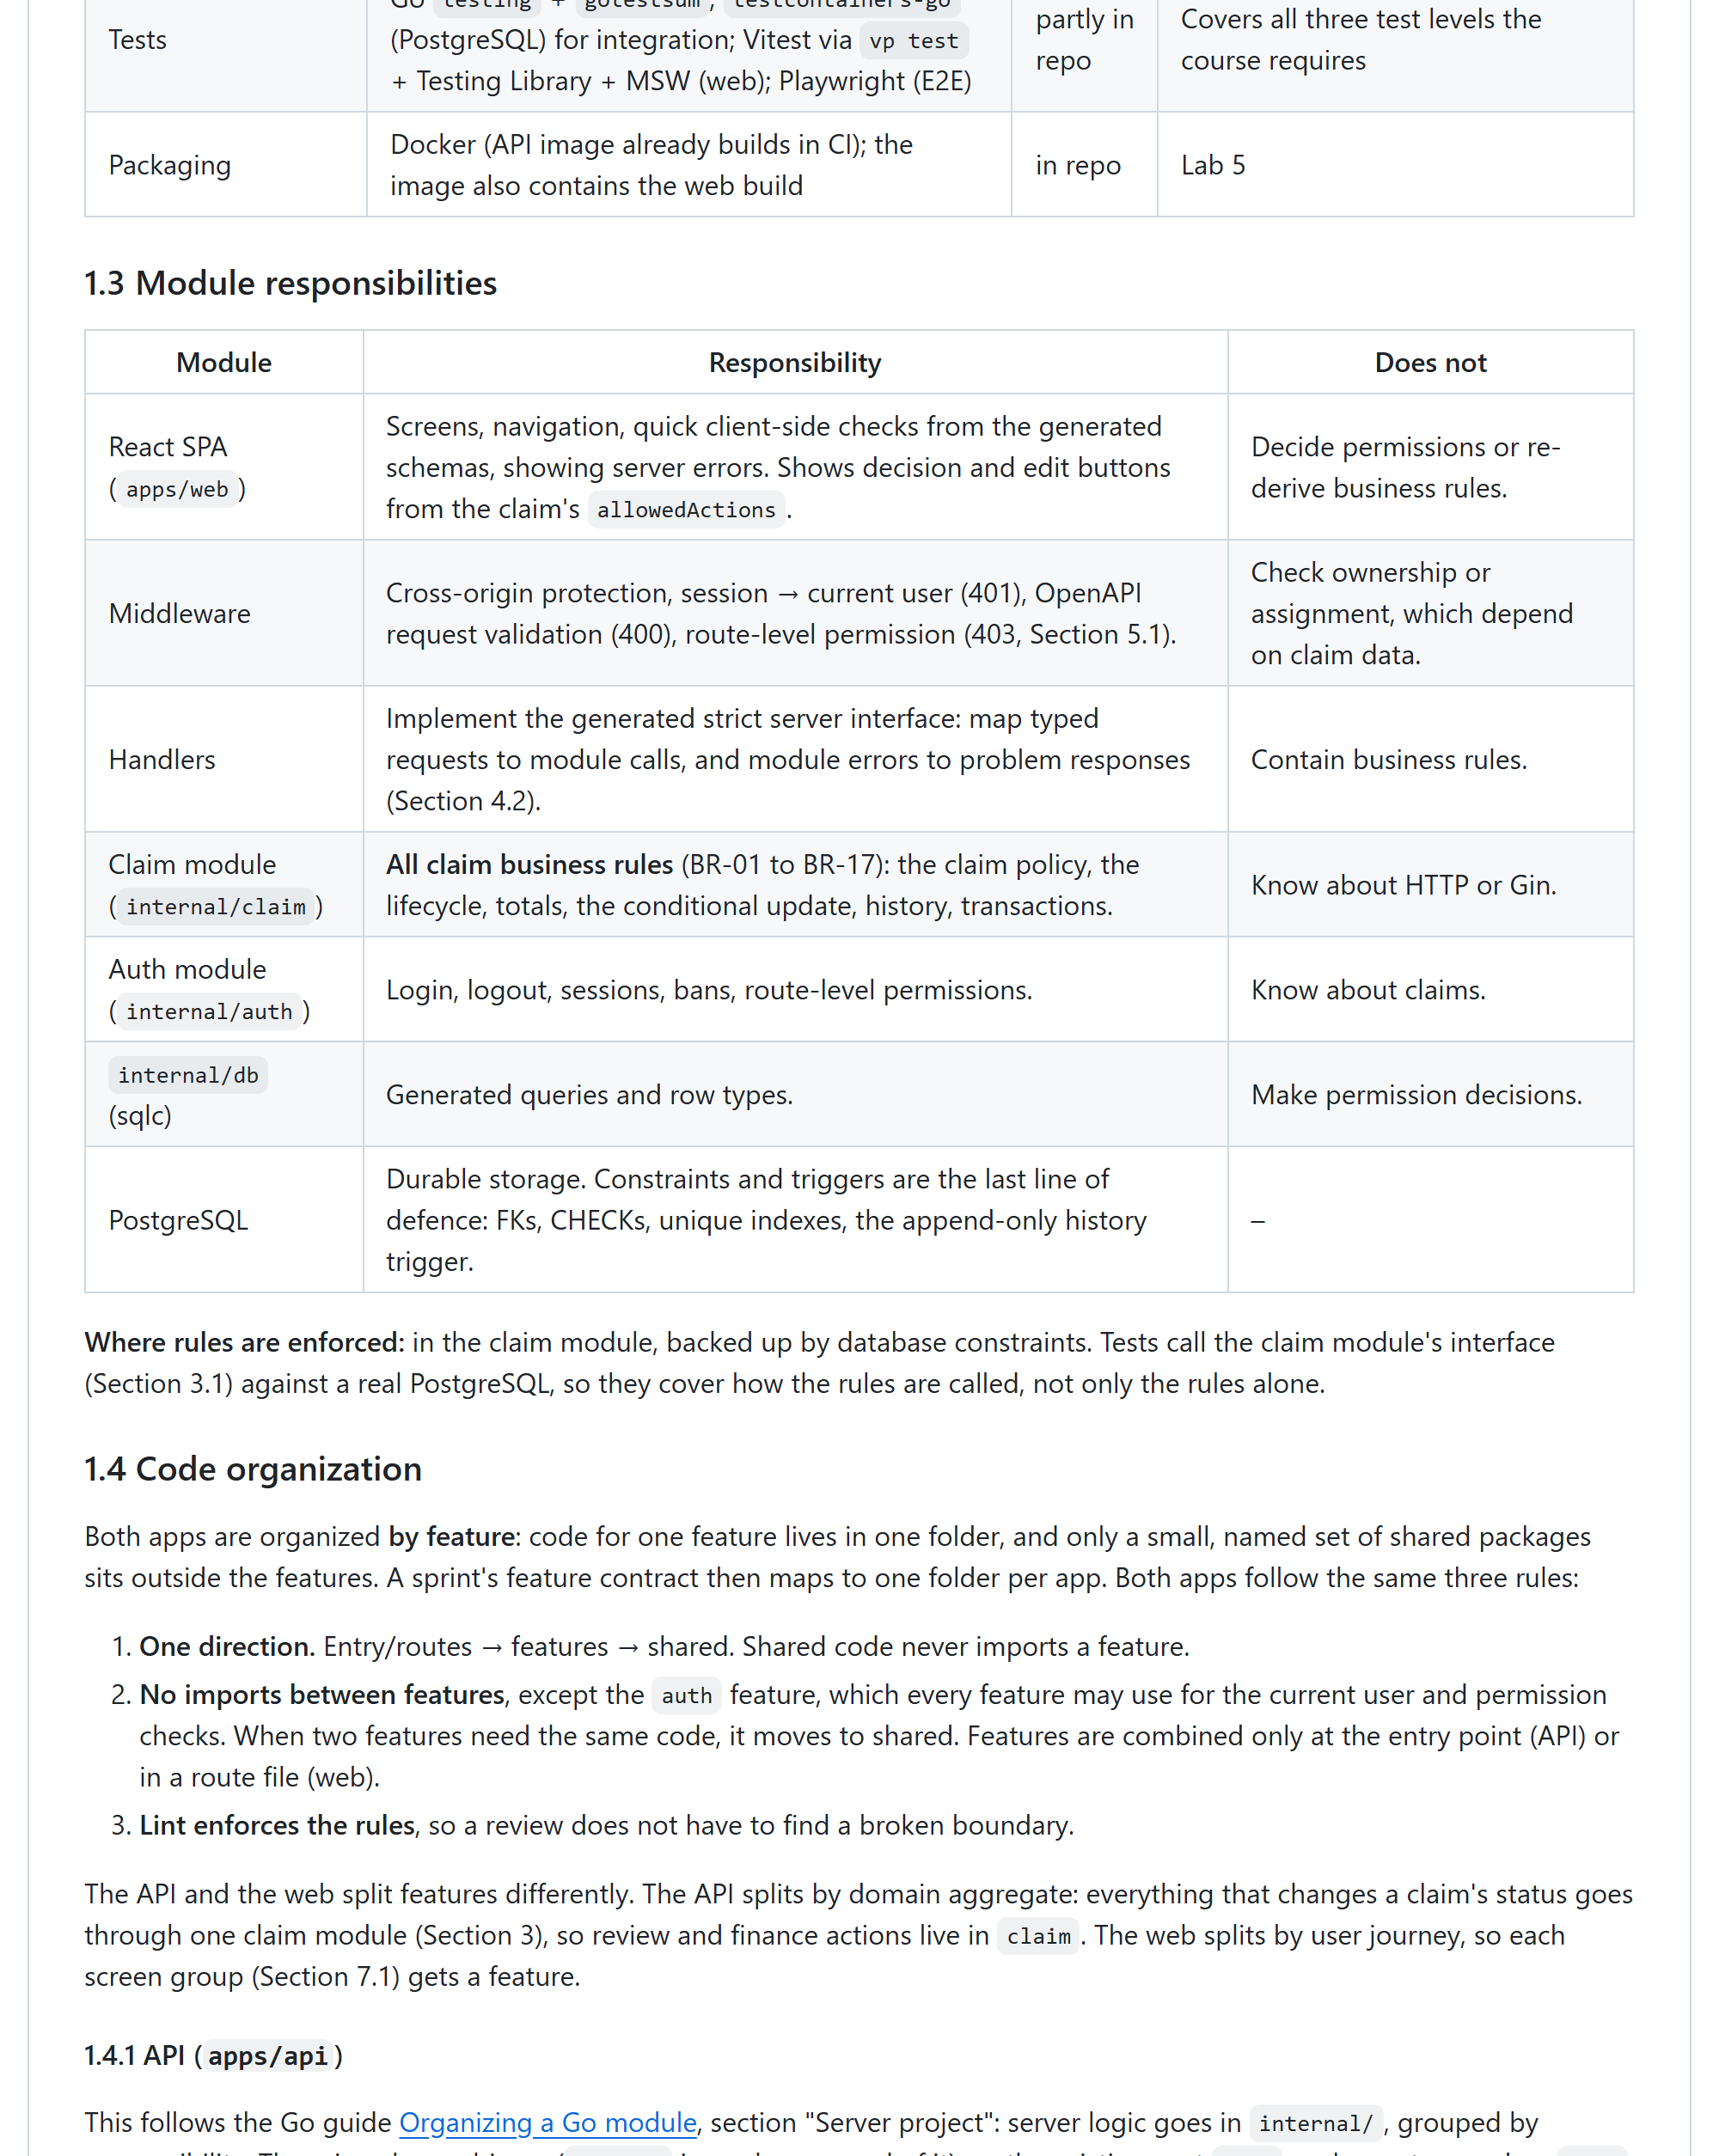 Go testing + gotestsum, testcontainers-go
Tests
(PostgreSQL) for integration; Vitest via vp test
+ Testing Library + MSW (web); Playwright (E2E)
partly in
repo
Covers all three test levels the
course requires
Packaging
Docker (API image already builds in CI); the
image also contains the web build
in repo
Lab 5
1.3 Module responsibilities
Module
Responsibility
Does not
React SPA
(apps/web)
Screens, navigation, quick client-side checks from the generated
schemas, showing server errors. Shows decision and edit buttons
from the claim's allowedActions.
Decide permissions or re-
derive business rules.
Middleware
Cross-origin protection, session → current user (401), OpenAPI
request validation (400), route-level permission (403, Section 5.1).
Check ownership or
assignment, which depend
on claim data.
Handlers
Implement the generated strict server interface: map typed
requests to module calls, and module errors to problem responses
(Section 4.2).
Contain business rules.
Claim module
(internal/claim)
All claim business rules (BR-01 to BR-17): the claim policy, the
lifecycle, totals, the conditional update, history, transactions.
Know about HTTP or Gin.
Auth module
(internal/auth)
Login, logout, sessions, bans, route-level permissions.
Know about claims.
internal/db
(sqlc)
Generated queries and row types.
Make permission decisions.
PostgreSQL
Durable storage. Constraints and triggers are the last line of
defence: FKs, CHECKs, unique indexes, the append-only history
trigger.
–
Where rules are enforced: in the claim module, backed up by database constraints. Tests call the claim module's interface
(Section 3.1) against a real PostgreSQL, so they cover how the rules are called, not only the rules alone.
1.4 Code organization
Both apps are organized by feature: code for one feature lives in one folder, and only a small, named set of shared packages
sits outside the features. A sprint's feature contract then maps to one folder per app. Both apps follow the same three rules:
1. One direction. Entry/routes → features → shared. Shared code never imports a feature.
2. No imports between features, except the auth feature, which every feature may use for the current user and permission
checks. When two features need the same code, it moves to shared. Features are combined only at the entry point (API) or
in a route file (web).
3. Lint enforces the rules, so a review does not have to find a broken boundary.
The API and the web split features differently. The API splits by domain aggregate: everything that changes a claim's status goes
through one claim module (Section 3), so review and finance actions live in claim. The web splits by user journey, so each
screen group (Section 7.1) gets a feature.
1.4.1 API (apps/api)
This follows the Go guide Organizing a Go module, section "Server project": server logic goes in internal/, grouped by